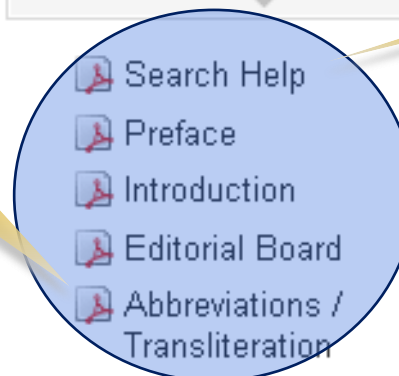 Search Help
Preface
Introduction
Editorial Board
Abbreviations /
Transliteration